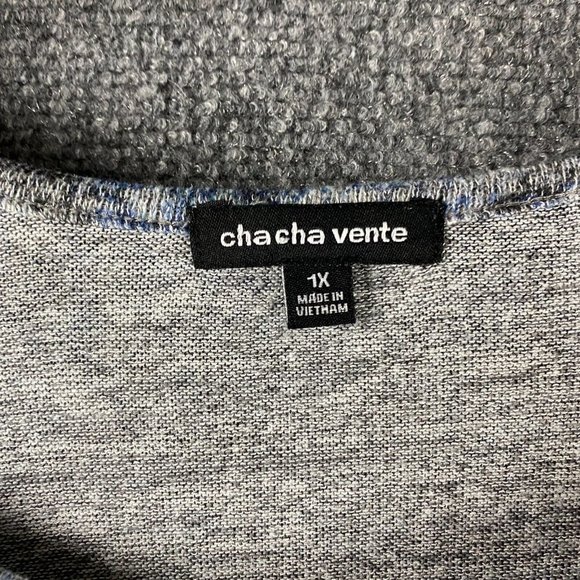 chacha vente
1X
MADE IN
VIETNAM